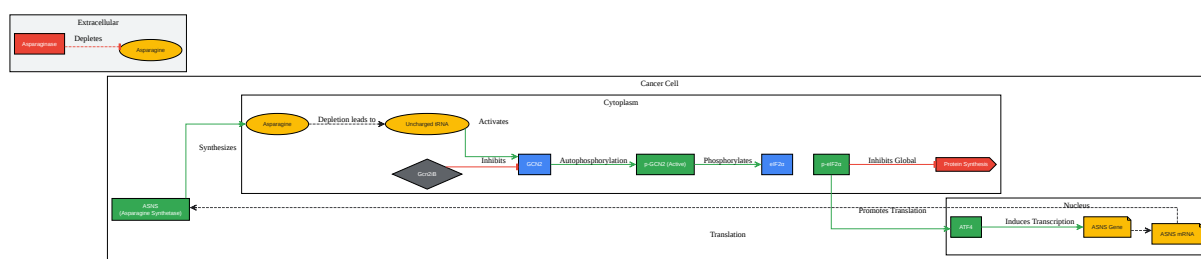 Extracellular
Asparaginase
Depletes
Asparagine
Cancer Cell
Cytoplasm
Asparagine
Depletion leads to
Uncharged tRNA
Activates
Synthesizes
Gcn2iB
Inhibits
GCN2
Autophosphorylation
p-GCN2 (Active)
Phosphorylates
eIF2α
p-eIF2α
Inhibits Global
Protein Synthesis
ASNS
(Asparagine Synthetase)
Promotes Translation
Nucleus
ATF4
Induces Transcription
ASNS Gene
ASNS mRNA
Translation